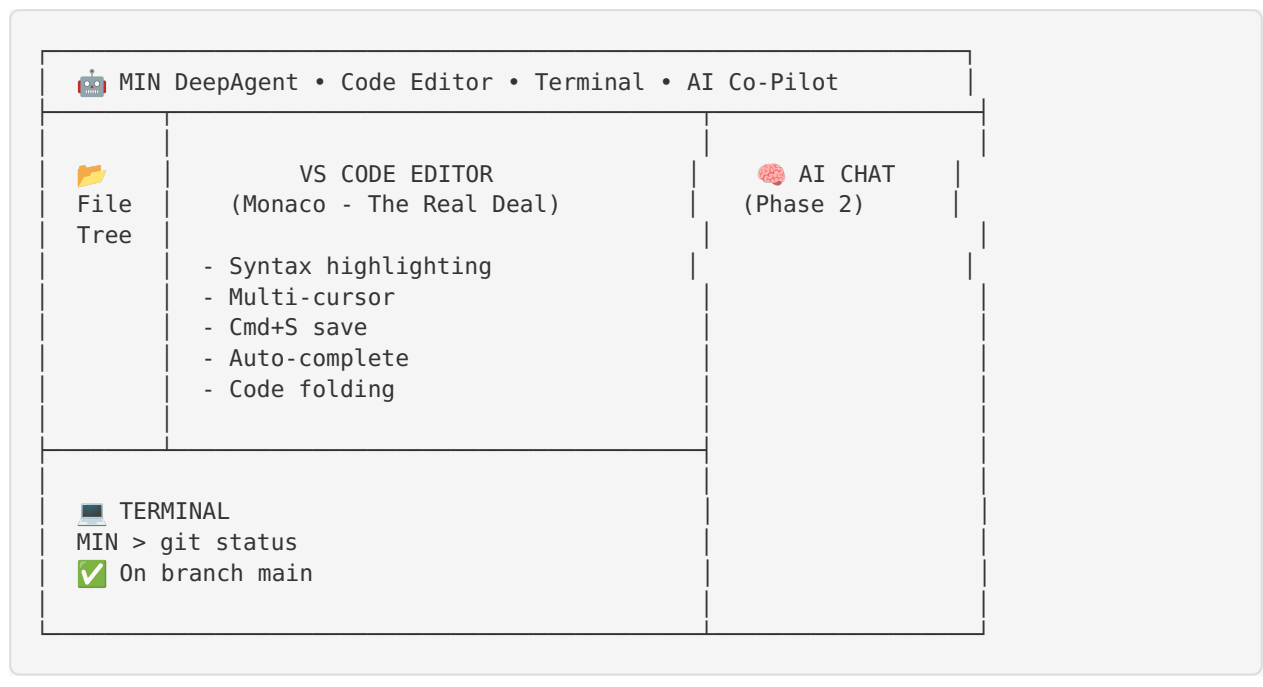 🤖 MIN DeepAgent • Code Editor • Terminal • AI Co-Pilot
📂 VS CODE EDITOR 🧠 AI CHAT
File (Monaco - The Real Deal) (Phase 2)
Tree
- Syntax highlighting
- Multi-cursor
- Cmd+S save
- Auto-complete
- Code folding
💻 TERMINAL
MIN > git status
✅ On branch main